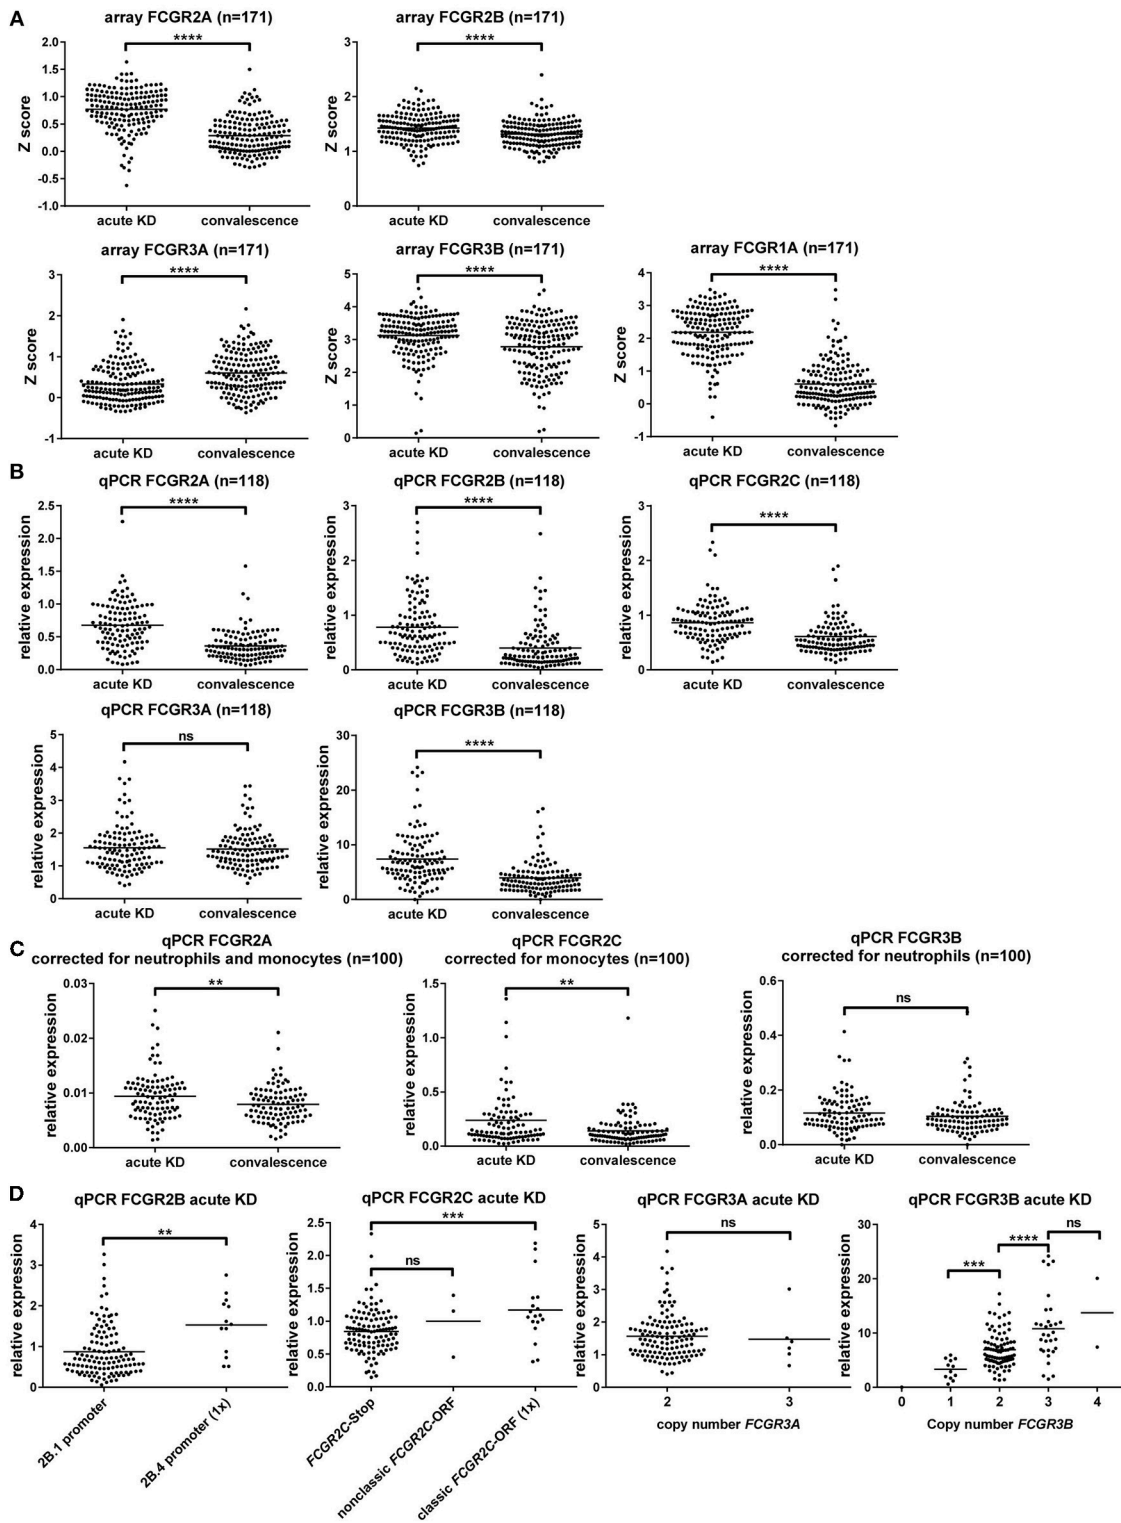 A
array FCGR2A (n=171)
****
2.0
1.5
1.0
0.5
0.0
-0.5
-1.0
Z score
acute KD
convalescence
array FCGR2B (n=171)
****
3
2
1
0
Z score
acute KD
convalescence
array FCGR3A (n=171)
****
3
2
1
0
-1
Z score
acute KD
convalescence
array FCGR3B (n=171)
****
5
4
3
2
1
0
Z score
acute KD
convalescence
array FCGR1A (n=171)
****
4
3
2
1
0
-1
Z score
acute KD
convalescence
B
qPCR FCGR2A (n=118)
****
2.5
2.0
1.5
1.0
0.5
0.0
relative expression
acute KD
convalescence
qPCR FCGR2B (n=118)
****
3
2
1
0
relative expression
acute KD
convalescence
qPCR FCGR2C (n=118)
****
3
2
1
0
relative expression
acute KD
convalescence
qPCR FCGR3A (n=118)
ns
5
4
3
2
1
0
relative expression
acute KD
convalescence
qPCR FCGR3B (n=118)
****
30
20
10
0
relative expression
acute KD
convalescence
C
qPCR FCGR2A
corrected for neutrophils and monocytes (n=100)
**
0.03
0.02
0.01
0.00
relative expression
acute KD
convalescence
qPCR FCGR2C
corrected for monocytes (n=100)
**
1.5
1.0
0.5
0.0
relative expression
acute KD
convalescence
qPCR FCGR3B
corrected for neutrophils (n=100)
ns
0.6
0.4
0.2
0.0
relative expression
acute KD
convalescence
D
qPCR FCGR2B acute KD
**
4
3
2
1
0
relative expression
2B.1 promoter
2B.4 promoter (1x)
qPCR FCGR2C acute KD
***
ns
2.5
2.0
1.5
1.0
0.5
0.0
relative expression
FCGR2C-Stop
nonclassic FCGR2C-ORF
classic FCGR2C-ORF (1x)
qPCR FCGR3A acute KD
ns
5
4
3
2
1
0
relative expression
2
3
copy number FCGR3A
qPCR FCGR3B acute KD
***
****
ns
30
20
10
0
relative expression
0
1
2
3
4
Copy number FCGR3B